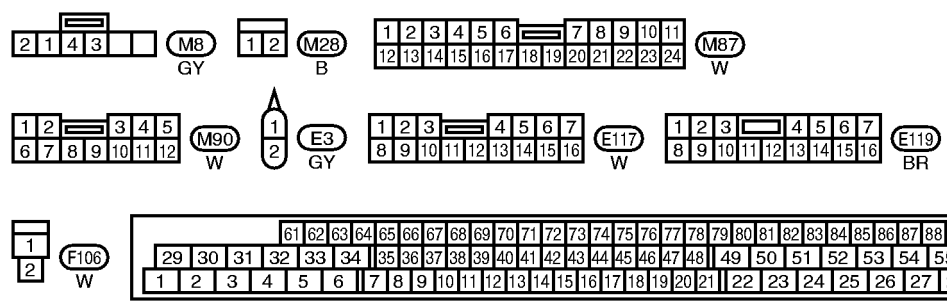 2 1 4 3 M8 GY
1 2 M28 B
1 2 3 4 5 6 7 8 9 10 11 M87
12 13 14 15 16 17 18 19 20 21 22 23 24 W
1 2 3 4 5 M90
6 7 8 9 10 11 12 W
1 E3
2 GY
1 2 3 4 5 6 7 E117
8 9 10 11 12 13 14 15 16 W
1 2 3 4 5 6 7 E119
8 9 10 11 12 13 14 15 16 BR
1 F106
2 W
61 62 63 64 65 66 67 68 69 70 71 72 73 74 75 76 77 78 79 80 81 82 83 84 85 86 87 88
29 30 31 32 33 34 35 36 37 38 39 40 41 42 43 44 45 46 47 48 49 50 51 52 53 54
1 2 3 4 5 6 7 8 9 10 11 12 13 14 15 16 17 18 19 20 21 22 23 24 25 26 27